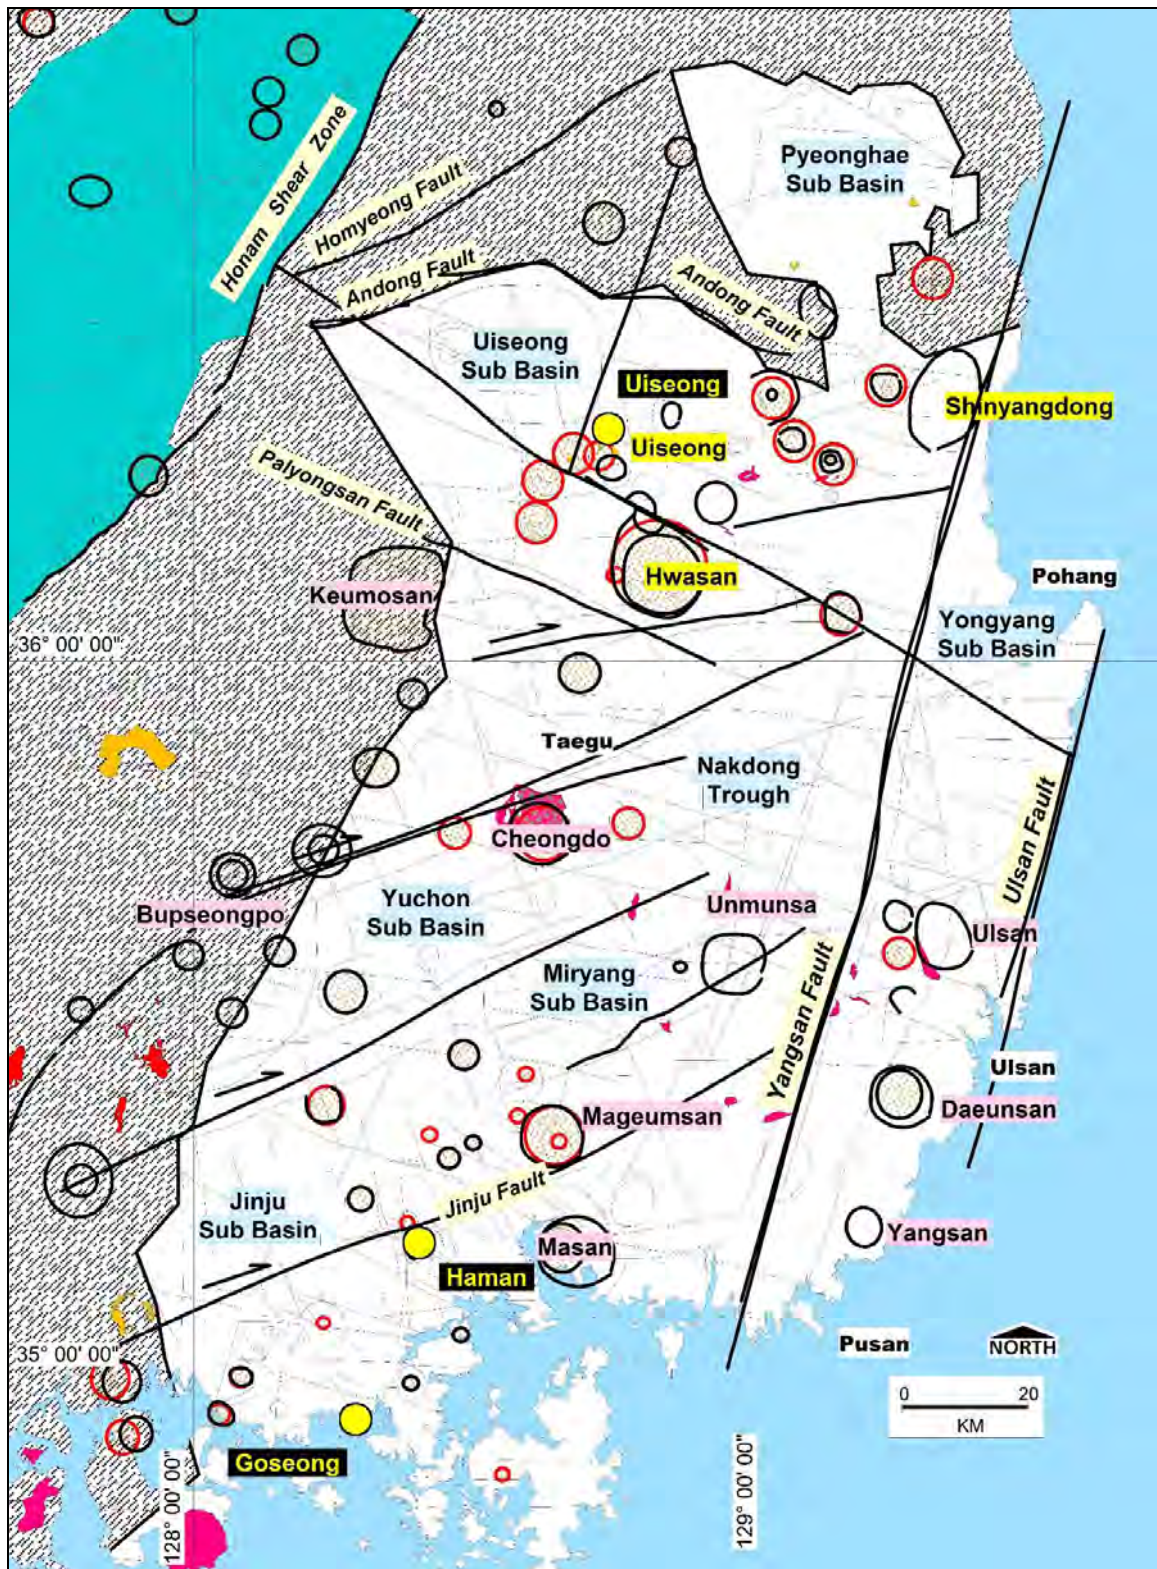 Pyeonghae
Sub Basin
Honam Shear Zone
Homyeong Fault
Andong Fault
Andong Fault
Uiseong
Sub Basin
Uiseong
Shinyangdong
Uiseong
Palyongsan Fault
Hwasan
Pohang
Keumosan
Yongyang
Sub Basin
36° 00' 00"
Taegu
Nakdong
Trough
Ulsan Fault
Cheongdo
Yuchon
Sub Basin
Unmunsa
Bupseongpo
Ulsan
Miryang
Sub Basin
Yangsan Fault
Ulsan
Mageumsan
Daeunsan
Jinju Fault
Jinju
Sub Basin
Masan
Yangsan
Haman
Pusan
NORTH
35° 00' 00"
0 20
KM
Goseong
128° 00' 00"
129° 00' 00"